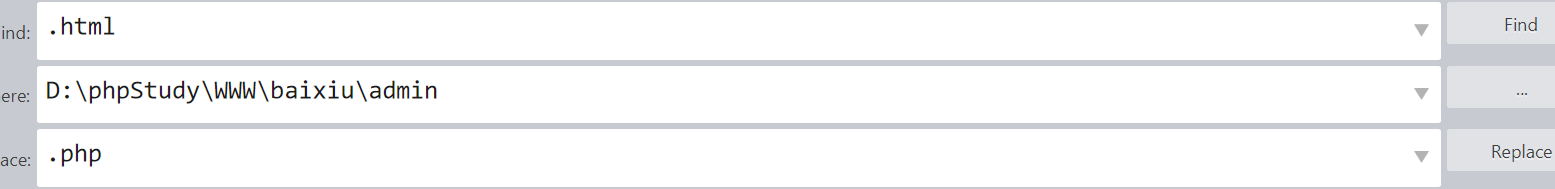 ind: .html Find
ere: D:\phpStudy\WWW\baixiu\admin ...
ace: .php Replace